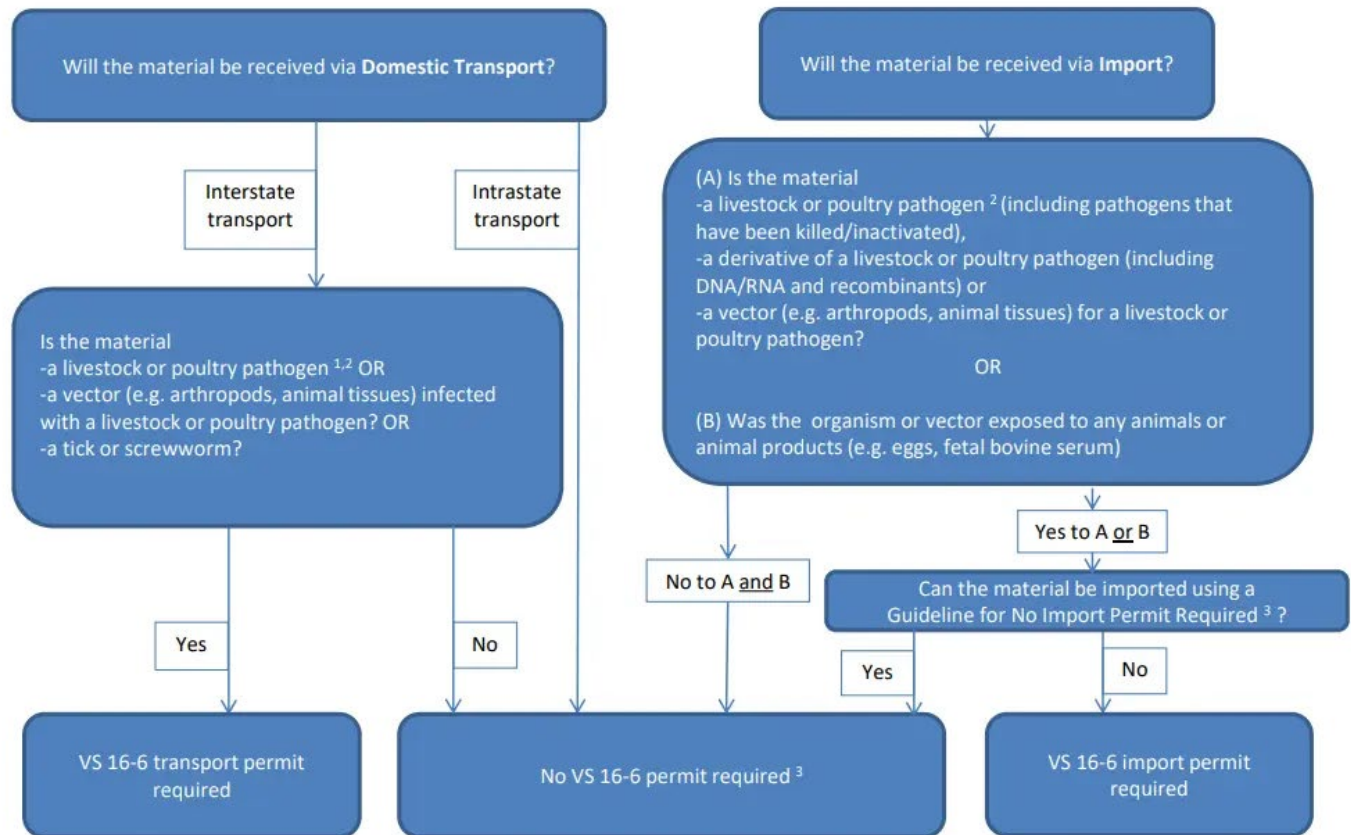 Will the material be received via Domestic Transport?
Will the material be received via Import?
Interstate
transport
Intrastate
transport
(A) Is the material
-a livestock or poultry pathogen ² (including pathogens that
have been killed/inactivated),
-a derivative of a livestock or poultry pathogen (including
DNA/RNA and recombinants) or
-a vector (e.g. arthropods, animal tissues) for a livestock or
poultry pathogen?
OR
(B) Was the organism or vector exposed to any animals or
animal products (e.g. eggs, fetal bovine serum)
Is the material
-a livestock or poultry pathogen ¹,² OR
-a vector (e.g. arthropods, animal tissues) infected
with a livestock or poultry pathogen? OR
-a tick or screwworm?
Yes to A or B
No to A and B
Can the material be imported using a
Guideline for No Import Permit Required ³ ?
Yes
No
Yes
No
VS 16-6 transport permit
required
No VS 16-6 permit required ³
VS 16-6 import permit
required